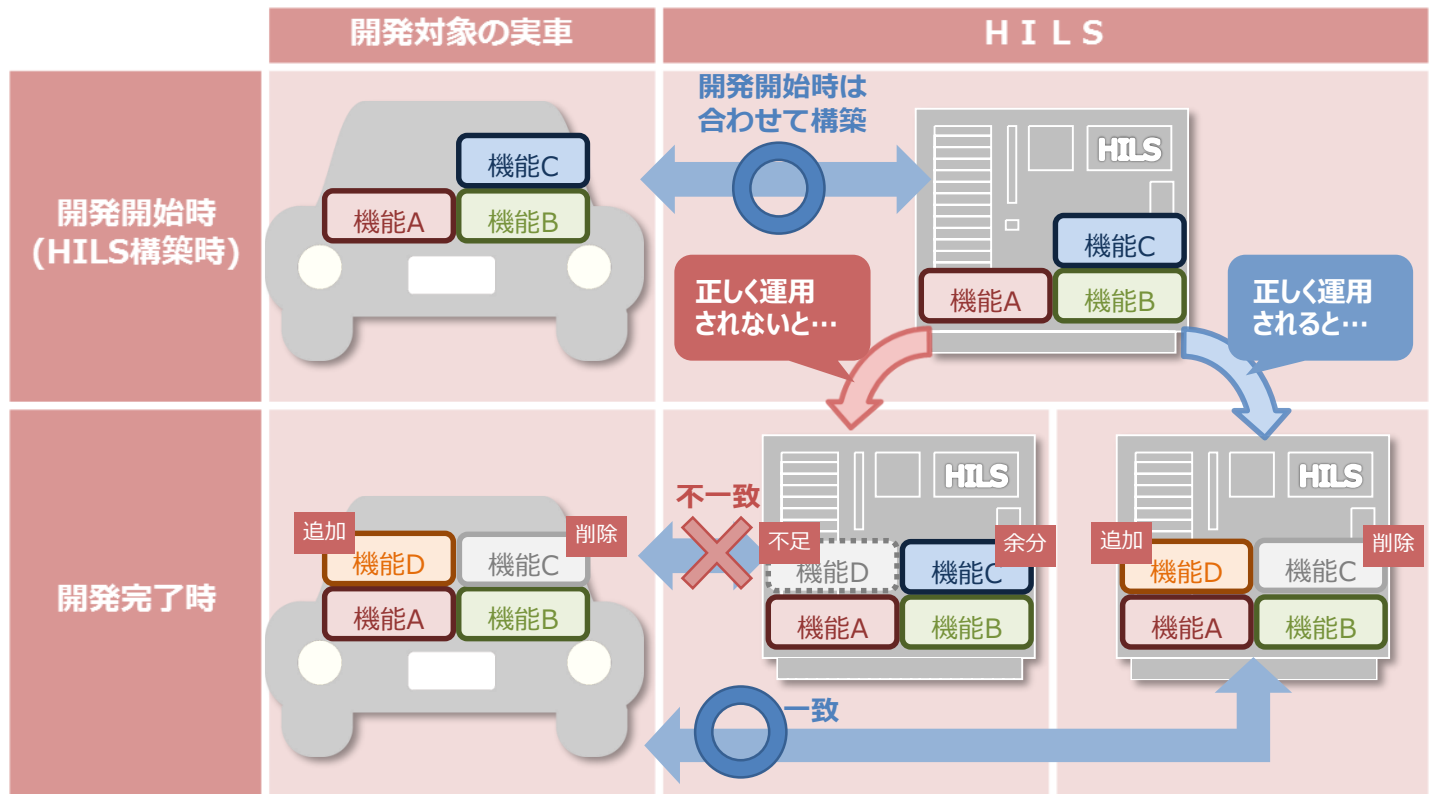 開発対象の実車
HILS
開発開始時
(HILS構築時)
機能C
機能A
機能B
開発開始時は
合わせて構築
HILS
機能C
機能A
機能B
正しく運用
されないと…
正しく運用
されると…
開発完了時
追加
削除
機能D
機能C
機能A
機能B
不一致
HILS
不足
余分
機能D
機能C
機能A
機能B
HILS
追加
削除
機能D
機能C
機能A
機能B
一致